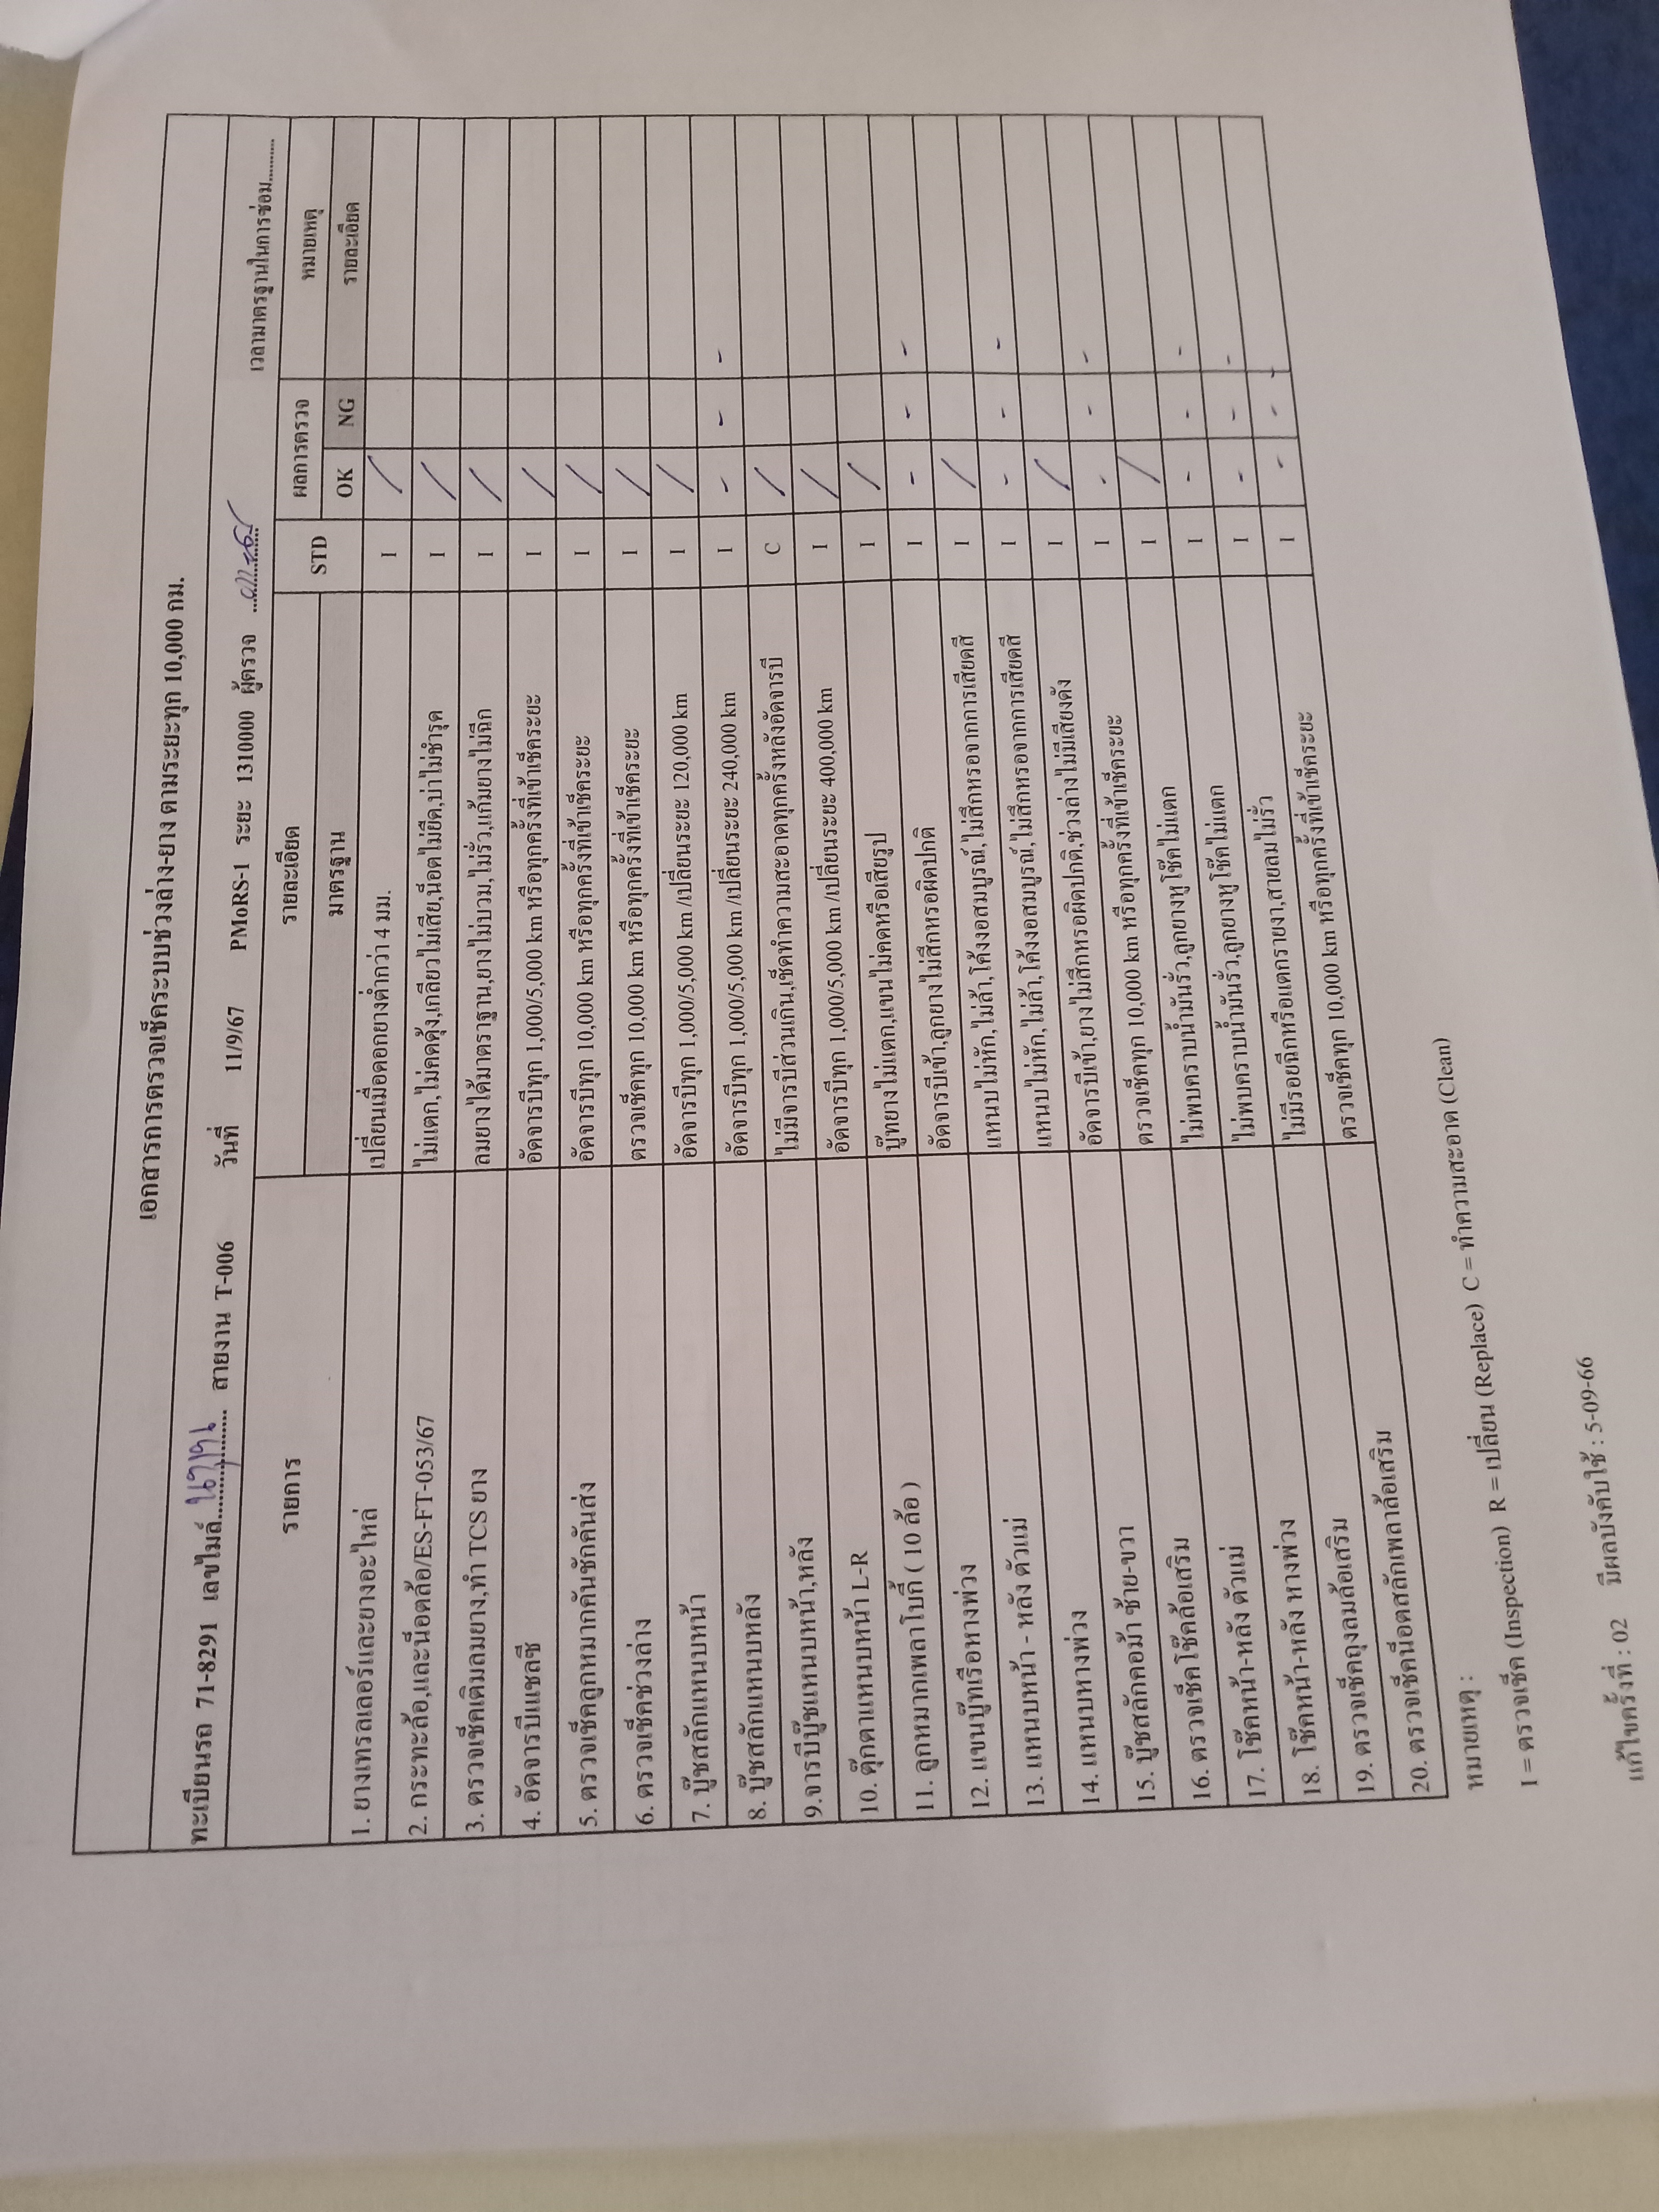 เอกสารการตรวจเช็คระบบช่วงล่าง-ยาง ตามระยะทุก 10,000 กม.
ทะเบียนรถ 71-8291 เลขไมล์.................... สายงาน T-006 วันที่ 11/9/67 PMoRS-1 ระยะ 1310000 ผู้ตรวจ .................... เวลามาตรฐานในการซ่อม..........
รายการ รายละเอียด STD ผลการตรวจ หมายเหตุ
มาตรฐาน OK NG รายละเอียด
1. ยางเทรลเลอร์และยางอะไหล่ เปลี่ยนเมื่อดอกยางต่ำกว่า 4 มม. I /
2. กระทะล้อ,และน็อตล้อ/ES-FT-053/67 ไม่แตก,ไม่คดดุ้ง,เกลียวไม่เสีย,น็อตไม่ยืด,บ่าไม่ชำรุด I /
3. ตรวจเช็คเติมลมยาง,ทำ TCS ยาง ลมยางได้มาตราฐาน,ยางไม่บวม,ไม่รั่ว,แก้มยางไม่ฉีก I /
4. อัดจารบีแชลซี อัดจารบีทุก 1,000/5,000 km หรือทุกครั้งที่เข้าเช็คระยะ I /
5. ตรวจเช็คลูกหมากคันชักคันส่ง อัดจารบีทุก 10,000 km หรือทุกครั้งที่เข้าเช็คระยะ I /
6. ตรวจเช็คช่วงล่าง ตรวจเช็คทุก 10,000 km หรือทุกครั้งที่เข้าเช็คระยะ I /
7. บู๊ชสลักแหนบหน้า อัดจารบีทุก 1,000/5,000 km /เปลี่ยนระยะ 120,000 km I /
8. บู๊ชสลักแหนบหลัง อัดจารบีทุก 1,000/5,000 km /เปลี่ยนระยะ 240,000 km I - - -
9.จารบีบู๊ชแหนบหน้า,หลัง ไม่มีจารบีส่วนเกิน,เช็ดทำความสะอาดทุกครั้งหลังอัดจารบี C /
10. ตุ๊กตาแหนบหน้า L-R อัดจารบีทุก 1,000/5,000 km /เปลี่ยนระยะ 400,000 km I /
11. ลูกหมากเพลาโบกี้ ( 10 ล้อ ) บู๊ทยางไม่แตก,แขนไม่คดหรือเสียรูป I /
12. แขนบู๊ทเรือหางพ่วง อัดจารบีเข้า,ลูกยางไม่สึกหรอผิดปกติ I - - -
13. แหนบหน้า - หลัง ตัวแม่ แหนบไม่หัก,ไม่ล้า,โค้งงอสมบูรณ์,ไม่สึกหรอจากการเสียดสี I /
14. แหนบหางพ่วง แหนบไม่หัก,ไม่ล้า,โค้งงอสมบูรณ์,ไม่สึกหรอจากการเสียดสี I - - -
15. บู๊ชสลักคอม้า ซ้าย-ขวา อัดจารบีเข้า,ยางไม่สึกหรอผิดปกติ,ช่วงล่างไม่มีเสียงดัง I /
16. ตรวจเช็คโช๊คล้อเสริม ตรวจเช็คทุก 10,000 km หรือทุกครั้งที่เข้าเช็คระยะ I - - -
17. โช๊คหน้า-หลัง ตัวแม่ ไม่พบคราบน้ำมันรั่ว,ลูกยางหูโช๊คไม่แตก I /
18. โช๊คหน้า-หลัง หางพ่วง ไม่พบคราบน้ำมันรั่ว,ลูกยางหูโช๊คไม่แตก I - - -
19. ตรวจเช็คถุงลมล้อเสริม ไม่มีรอยฉีกหรือแตกรายงา,สายลมไม่รั่ว I - - -
20. ตรวจเช็คน็อตสลักเพลาล้อเสริม ตรวจเช็คทุก 10,000 km หรือทุกครั้งที่เข้าเช็คระยะ I - - -
หมายเหตุ :
I = ตรวจเช็ค (Inspection) R = เปลี่ยน (Replace) C = ทำความสะอาด (Clean)
แก้ไขครั้งที่ : 02 มีผลบังคับใช้ : 5-09-66